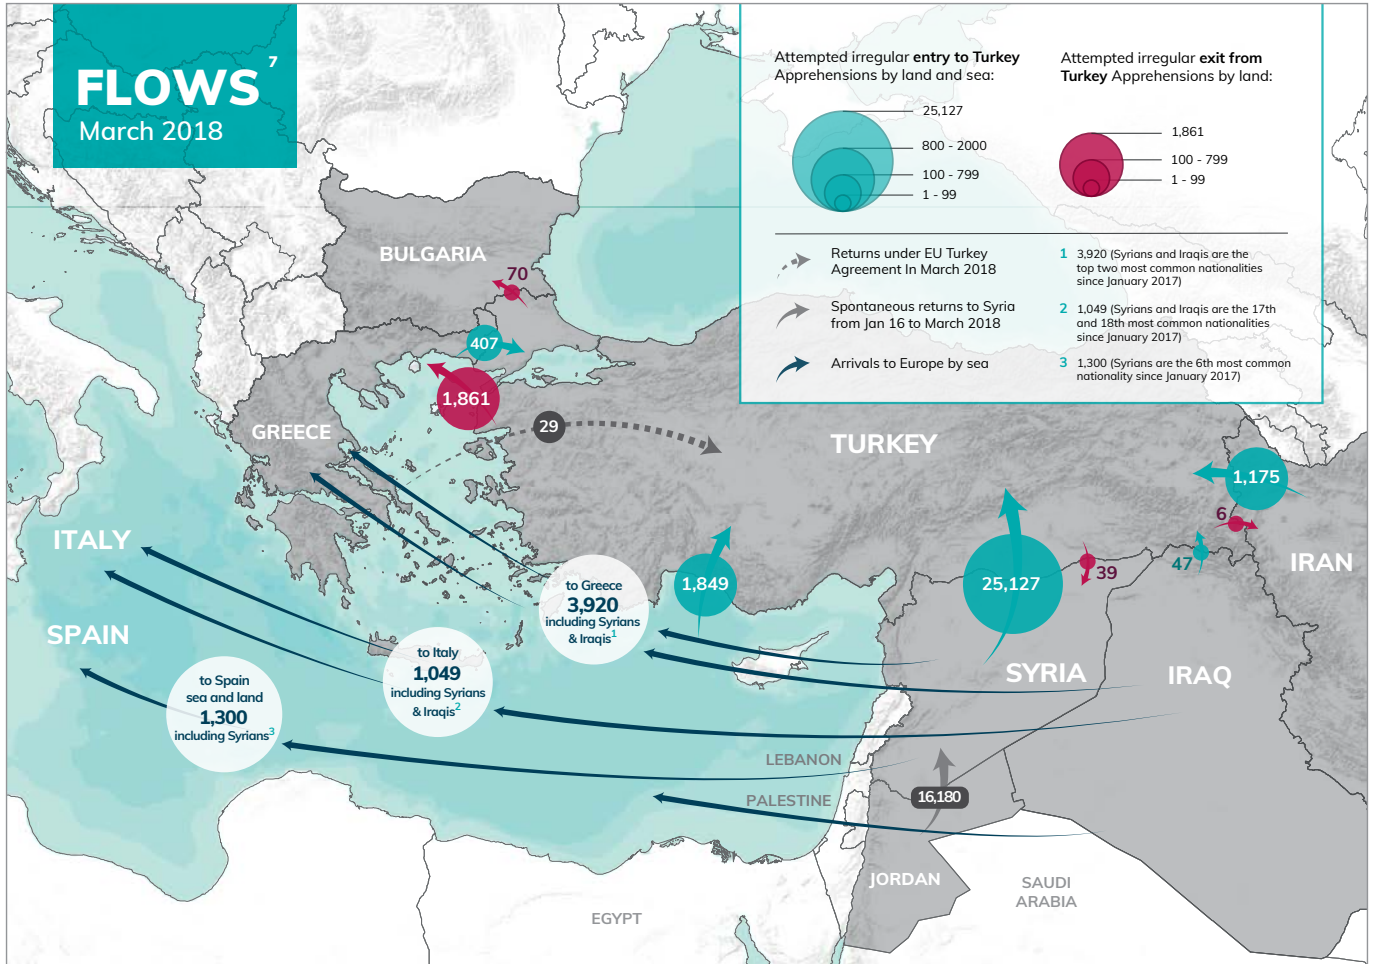 FLOWS 7
March 2018
Attempted irregular entry to Turkey
Apprehensions by land and sea:
25,127
800 - 2000
100 - 799
1 - 99
Attempted irregular exit from
Turkey Apprehensions by land:
1,861
100 - 799
1 - 99
Returns under EU Turkey
Agreement In March 2018
Spontaneous returns to Syria
from Jan 16 to March 2018
Arrivals to Europe by sea
1 3,920 (Syrians and Iraqis are the
top two most common nationalities
since January 2017)
2 1,049 (Syrians and Iraqis are the 17th
and 18th most common nationalities
since January 2017)
3 1,300 (Syrians are the 6th most common
nationality since January 2017)
BULGARIA
70
407
1,861
29
GREECE
TURKEY
1,175
6
47
39
IRAN
ITALY
SPAIN
1,849
25,127
SYRIA
IRAQ
to Greece
3,920
including Syrians
& Iraqis1
to Italy
1,049
including Syrians
& Iraqis2
to Spain
sea and land
1,300
including Syrians3
LEBANON
PALESTINE
16,180
JORDAN
SAUDI
ARABIA
EGYPT